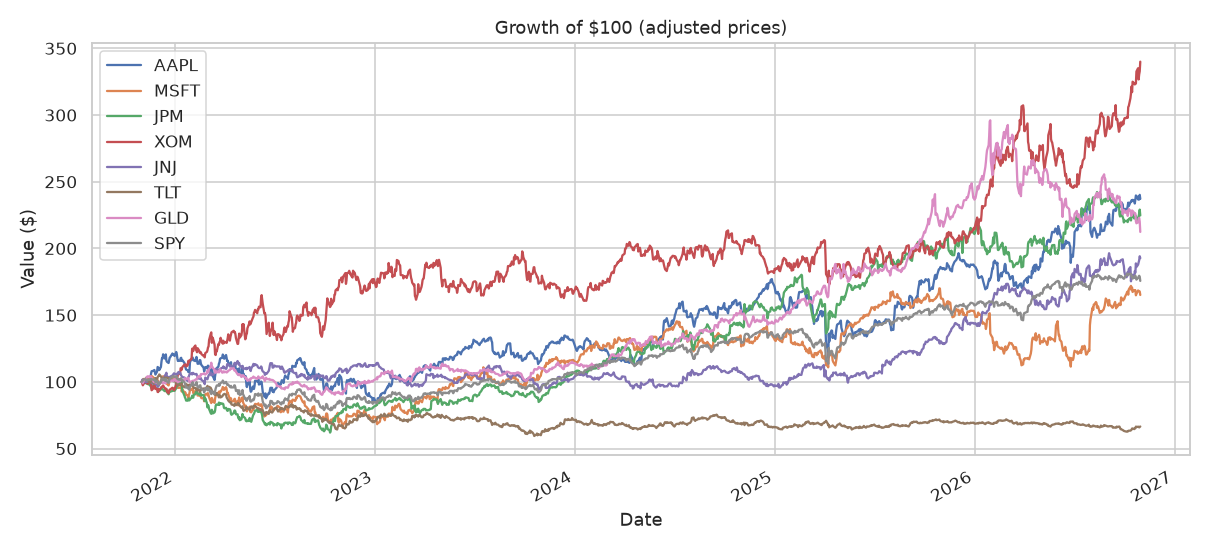 Growth of $100 (adjusted prices)
350
300
250
200
150
100
50
Value ($)
AAPL
MSFT
JPM
XOM
JNJ
TLT
GLD
SPY
2022
2023
2024
2025
2026
2027
Date